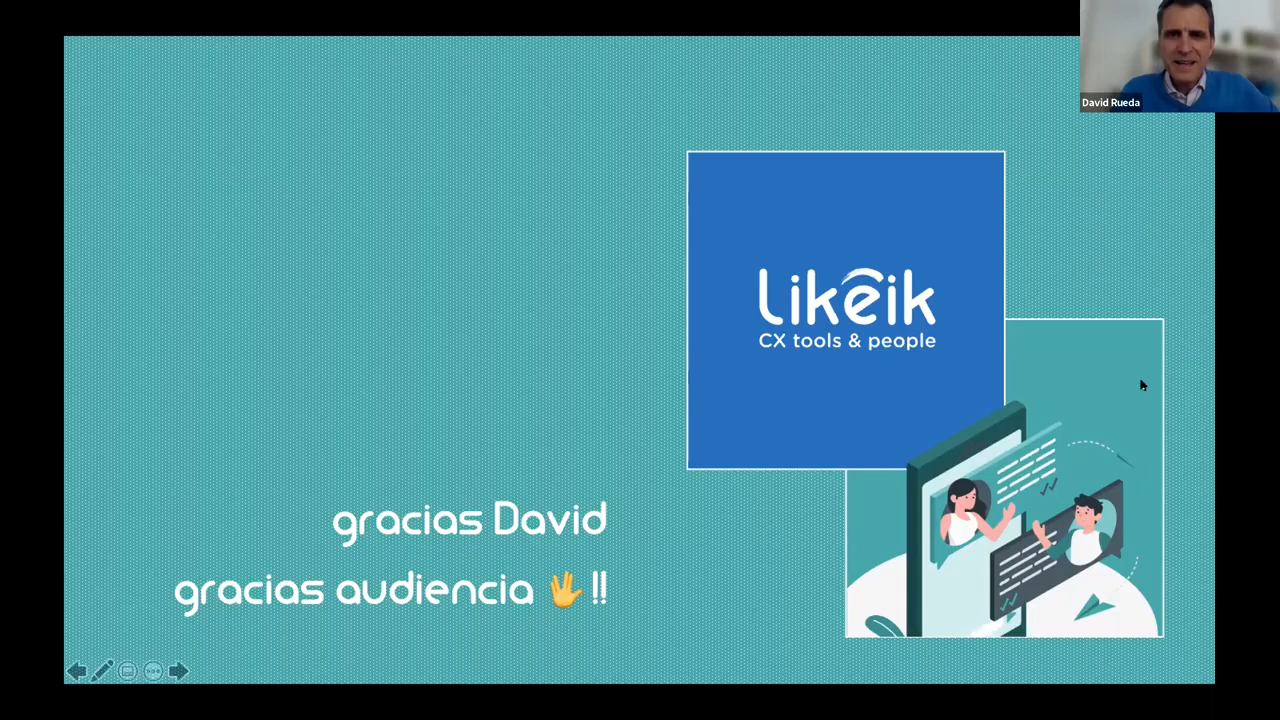 David Rueda
Likeik
CX tools & people
gracias David
gracias audiencia 🖖 !!